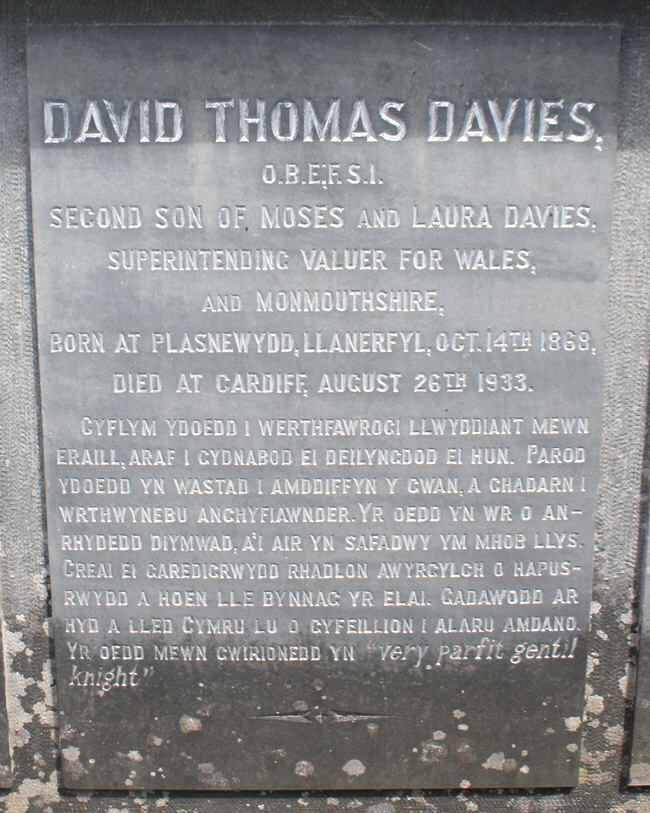 DAVID THOMAS DAVIES,
O.B.E., F.S.I.
SECOND SON OF MOSES AND LAURA DAVIES,
SUPERINTENDING VALUER FOR WALES,
AND MONMOUTHSHIRE,
BORN AT PLASNEWYDD, LLANERFYL, OCT. 14TH 1868,
DIED AT CARDIFF, AUGUST 26TH 1933.
CYFLYM YDOEDD I WERTHFAWROGI LLWYDDIANT MEWN
ERAILL, ARAF I GYDNABOD EI DEILYNGDOD EI HUN. PAROD
YDOEDD YN WASTAD I AMDDIFFYN Y GWAN, A CHADARN I
WRTHWYNEBU ANGHYFIAWNDER. YR OEDD YN WR O AN-
RHYDEDD DIYMWAD, A'I AIR YN SAFADWY YM MHOB LLYS.
CREAI EI GAREDIGRWYDD RHADLON AWYRGYLCH O HAPUS-
RWYDD A HOEN LLE BYNNAG YR ELAI. GADAWODD AR
HYD A LLED CYMRU LU O GYFEILLION I ALARU AMDANO.
YR OEDD MEWN GWIRIONEDD YN "very parfit gentil
knight"